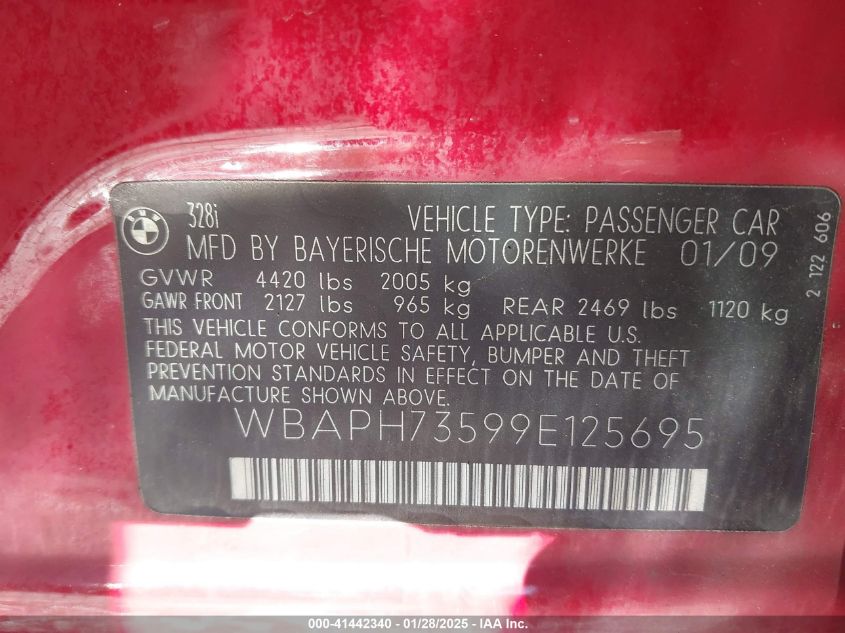 BMW
328i VEHICLE TYPE: PASSENGER CAR
MFD BY BAYERISCHE MOTORENWERKE 01/09
GVWR 4420 lbs 2005 kg
GAWR FRONT 2127 lbs 965 kg REAR 2469 lbs 1120 kg
THIS VEHICLE CONFORMS TO ALL APPLICABLE U.S.
FEDERAL MOTOR VEHICLE SAFETY, BUMPER AND THEFT
PREVENTION STANDARDS IN EFFECT ON THE DATE OF
MANUFACTURE SHOWN ABOVE.
WBAPH73599E125695
2 122 606
000-41442340 | 01/28/2025 - IAA Inc.